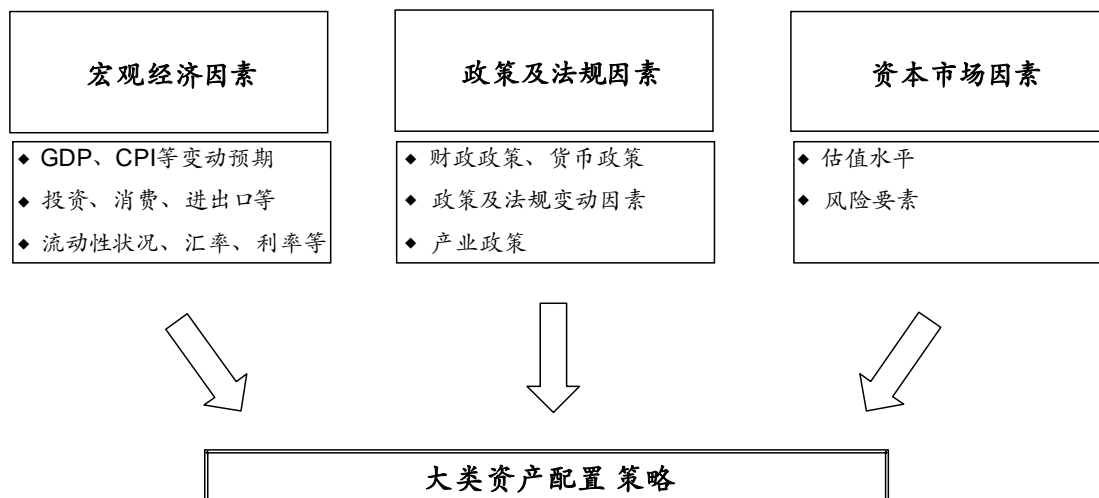 宏观经济因素
◆ GDP、CPI等变动预期
◆ 投资、消费、进出口等
◆ 流动性状况、汇率、利率等
政策及法规因素
◆ 财政政策、货币政策
◆ 政策及法规变动因素
◆ 产业政策
资本市场因素
◆ 估值水平
◆ 风险要素
大类资产配置 策略